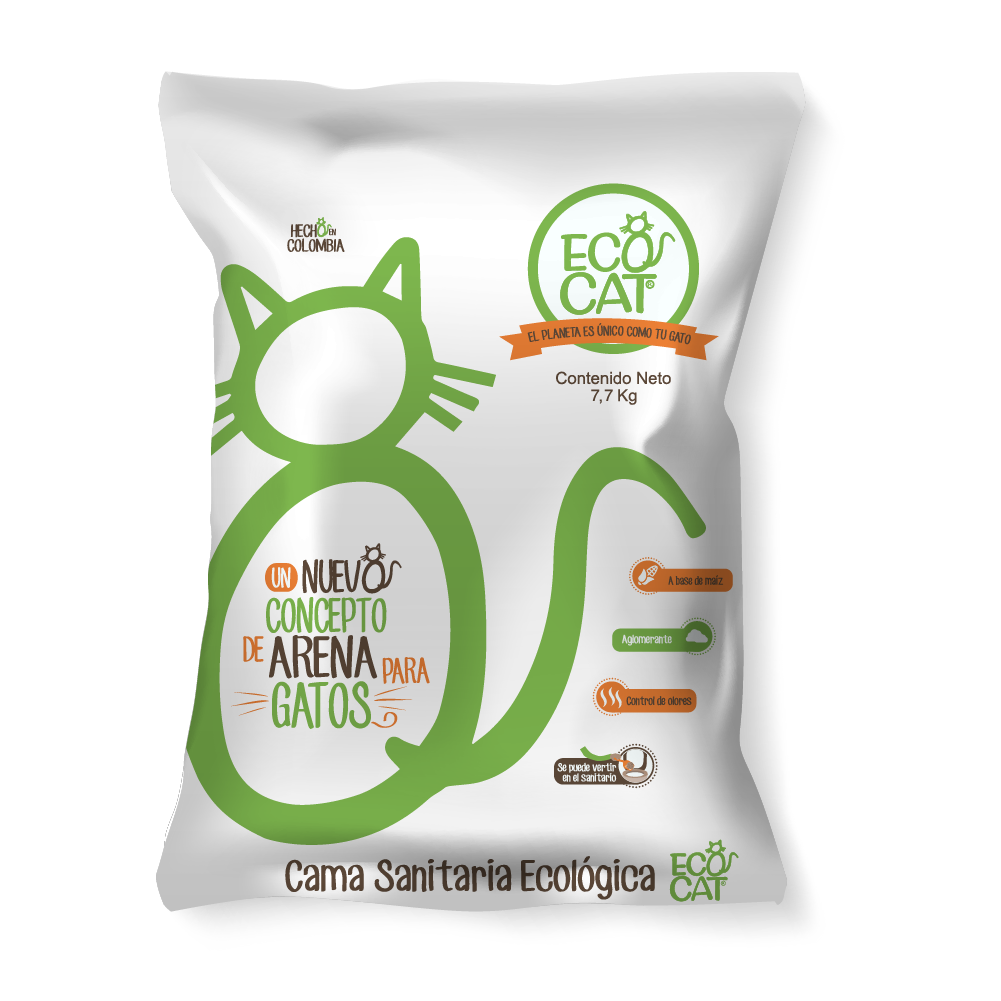 HECHO EN
COLOMBIA
ECO
CAT®
EL PLANETA ES ÚNICO COMO TU GATO
Contenido Neto
7,7 Kg
UN NUEVO
CONCEPTO
DE ARENA PARA
GATOS
A base de maíz
Aglomerante
Control de olores
Se puede vertir
en el sanitario
Cama Sanitaria Ecológica
ECO
CAT®